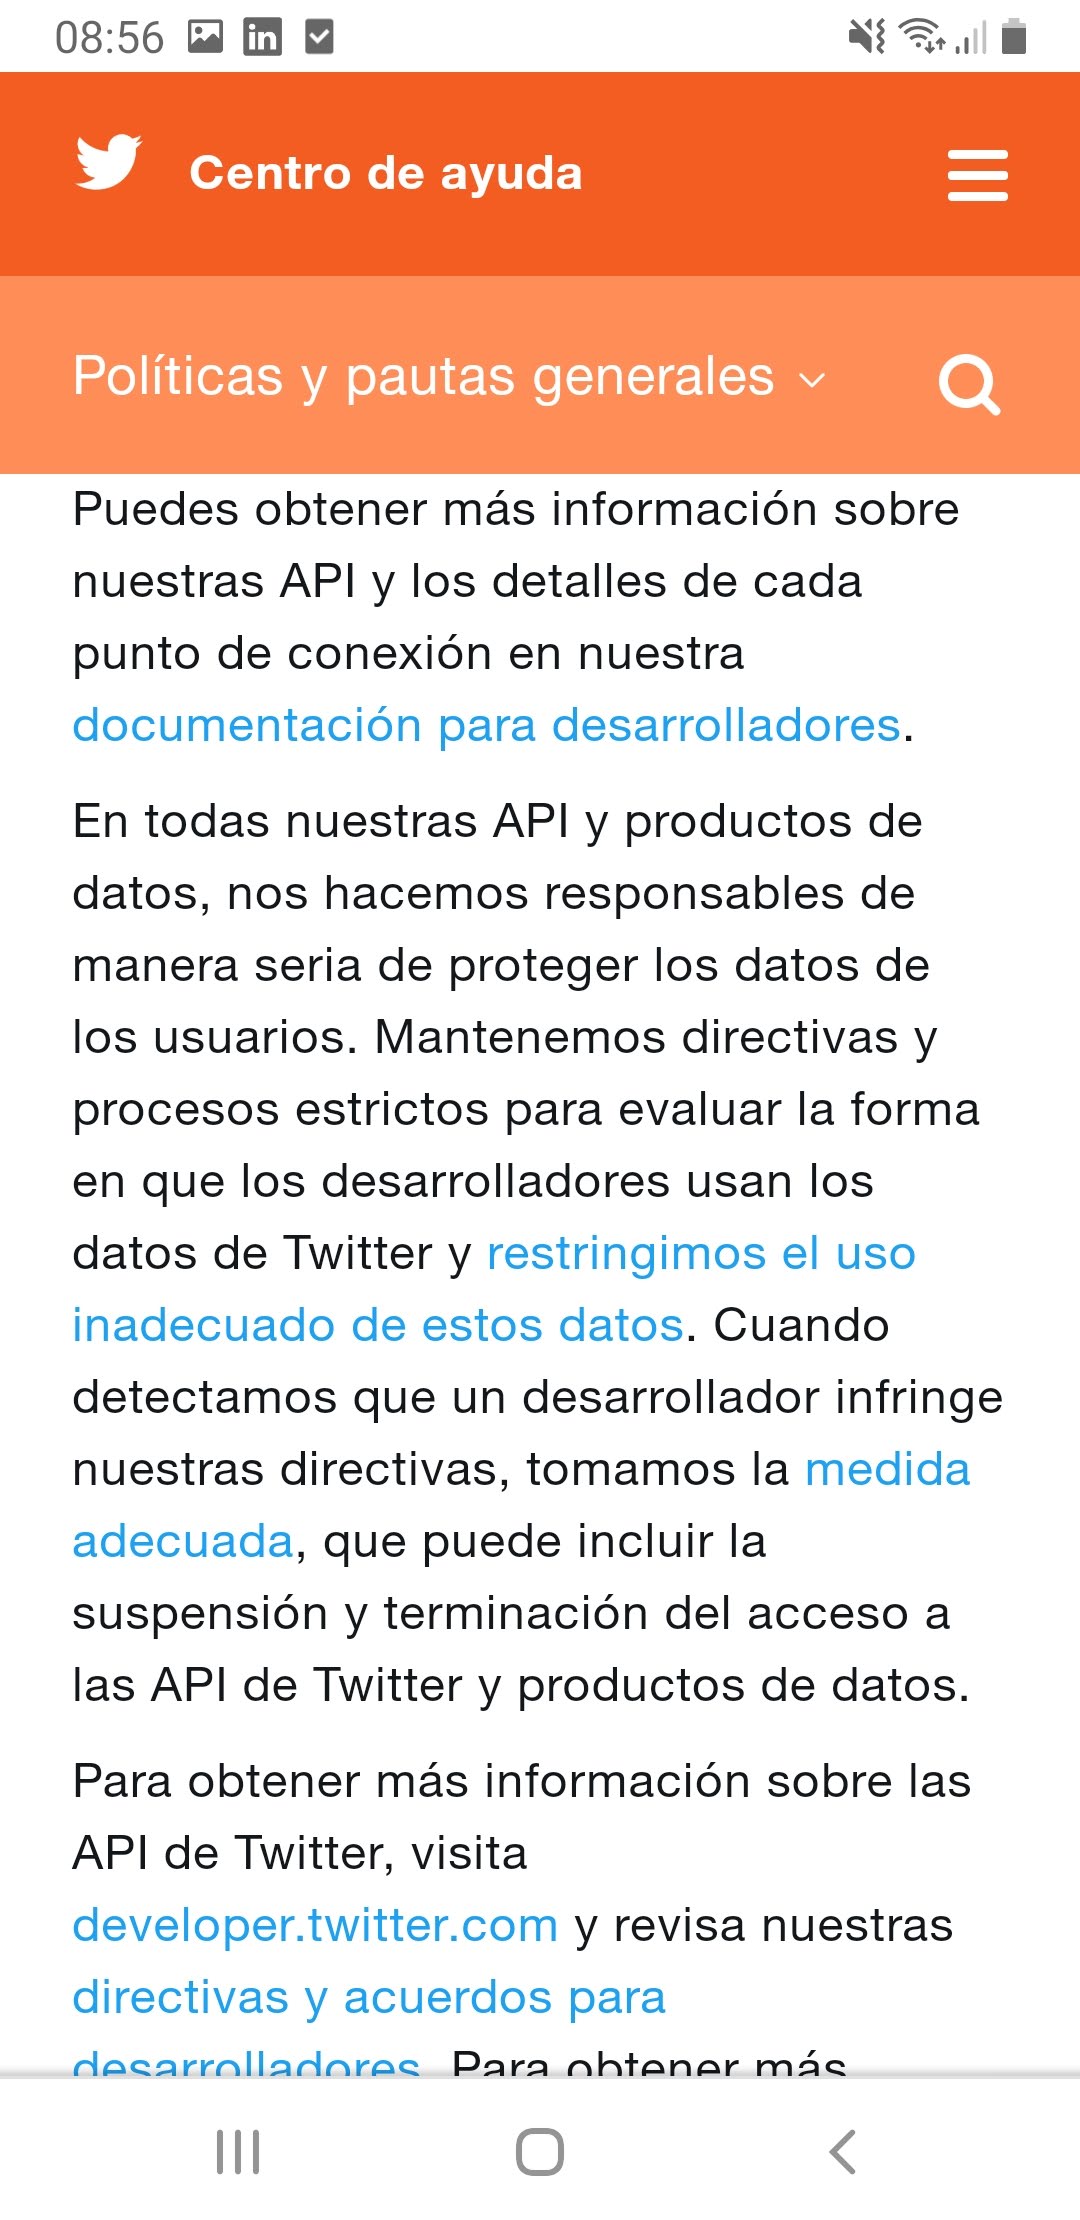 08:56
Centro de ayuda
Políticas y pautas generales
Puedes obtener más información sobre
nuestras API y los detalles de cada
punto de conexión en nuestra
documentación para desarrolladores.
En todas nuestras API y productos de
datos, nos hacemos responsables de
manera seria de proteger los datos de
los usuarios. Mantenemos directivas y
procesos estrictos para evaluar la forma
en que los desarrolladores usan los
datos de Twitter y restringimos el uso
inadecuado de estos datos. Cuando
detectamos que un desarrollador infringe
nuestras directivas, tomamos la medida
adecuada, que puede incluir la
suspensión y terminación del acceso a
las API de Twitter y productos de datos.
Para obtener más información sobre las
API de Twitter, visita
developer.twitter.com y revisa nuestras
directivas y acuerdos para
desarrolladores. Para obtener más